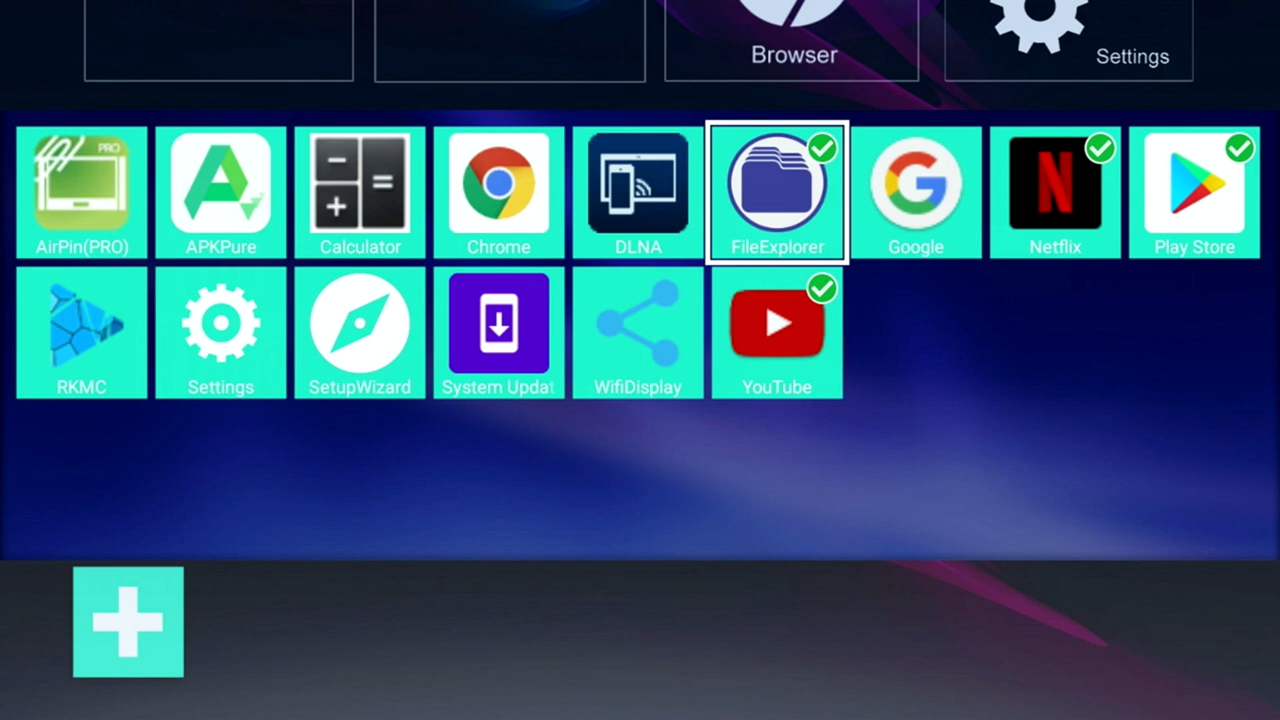 Browser
Settings
PRO
AirPin(PRO)
APKPure
Calculator
Chrome
DLNA
FileExplorer
Google
Netflix
Play Store
RKMC
Settings
SetupWizard
System Updat
WifiDisplay
YouTube